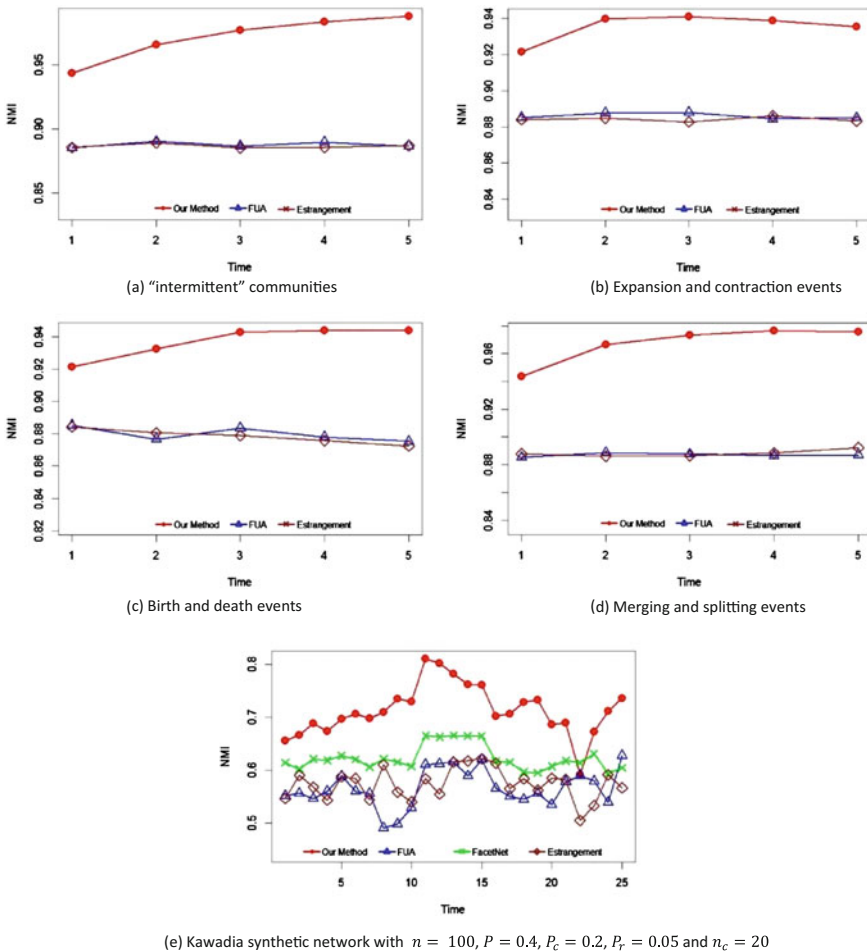 0.95
0.90
0.85
NMI
Our Method FUA Estrangement
1 2 3 4 5
Time
(a) “intermittent” communities
0.94
0.92
0.90
0.88
0.86
0.84
NMI
Our Method FUA Estrangement
1 2 3 4 5
Time
(b) Expansion and contraction events
0.94
0.92
0.90
0.88
0.86
0.84
0.82
NMI
Our Method FUA Estrangement
1 2 3 4 5
Time
(c) Birth and death events
0.96
0.92
0.88
0.84
NMI
Our Method FUA Estrangement
1 2 3 4 5
Time
(d) Merging and splitting events
0.8
0.7
0.6
0.5
NMI
Our Method FUA FacetNet Estrangement
5 10 15 20 25
Time
(e) Kawadia synthetic network with n = 100, P = 0.4, P_c = 0.2, P_r = 0.05 and n_c = 20